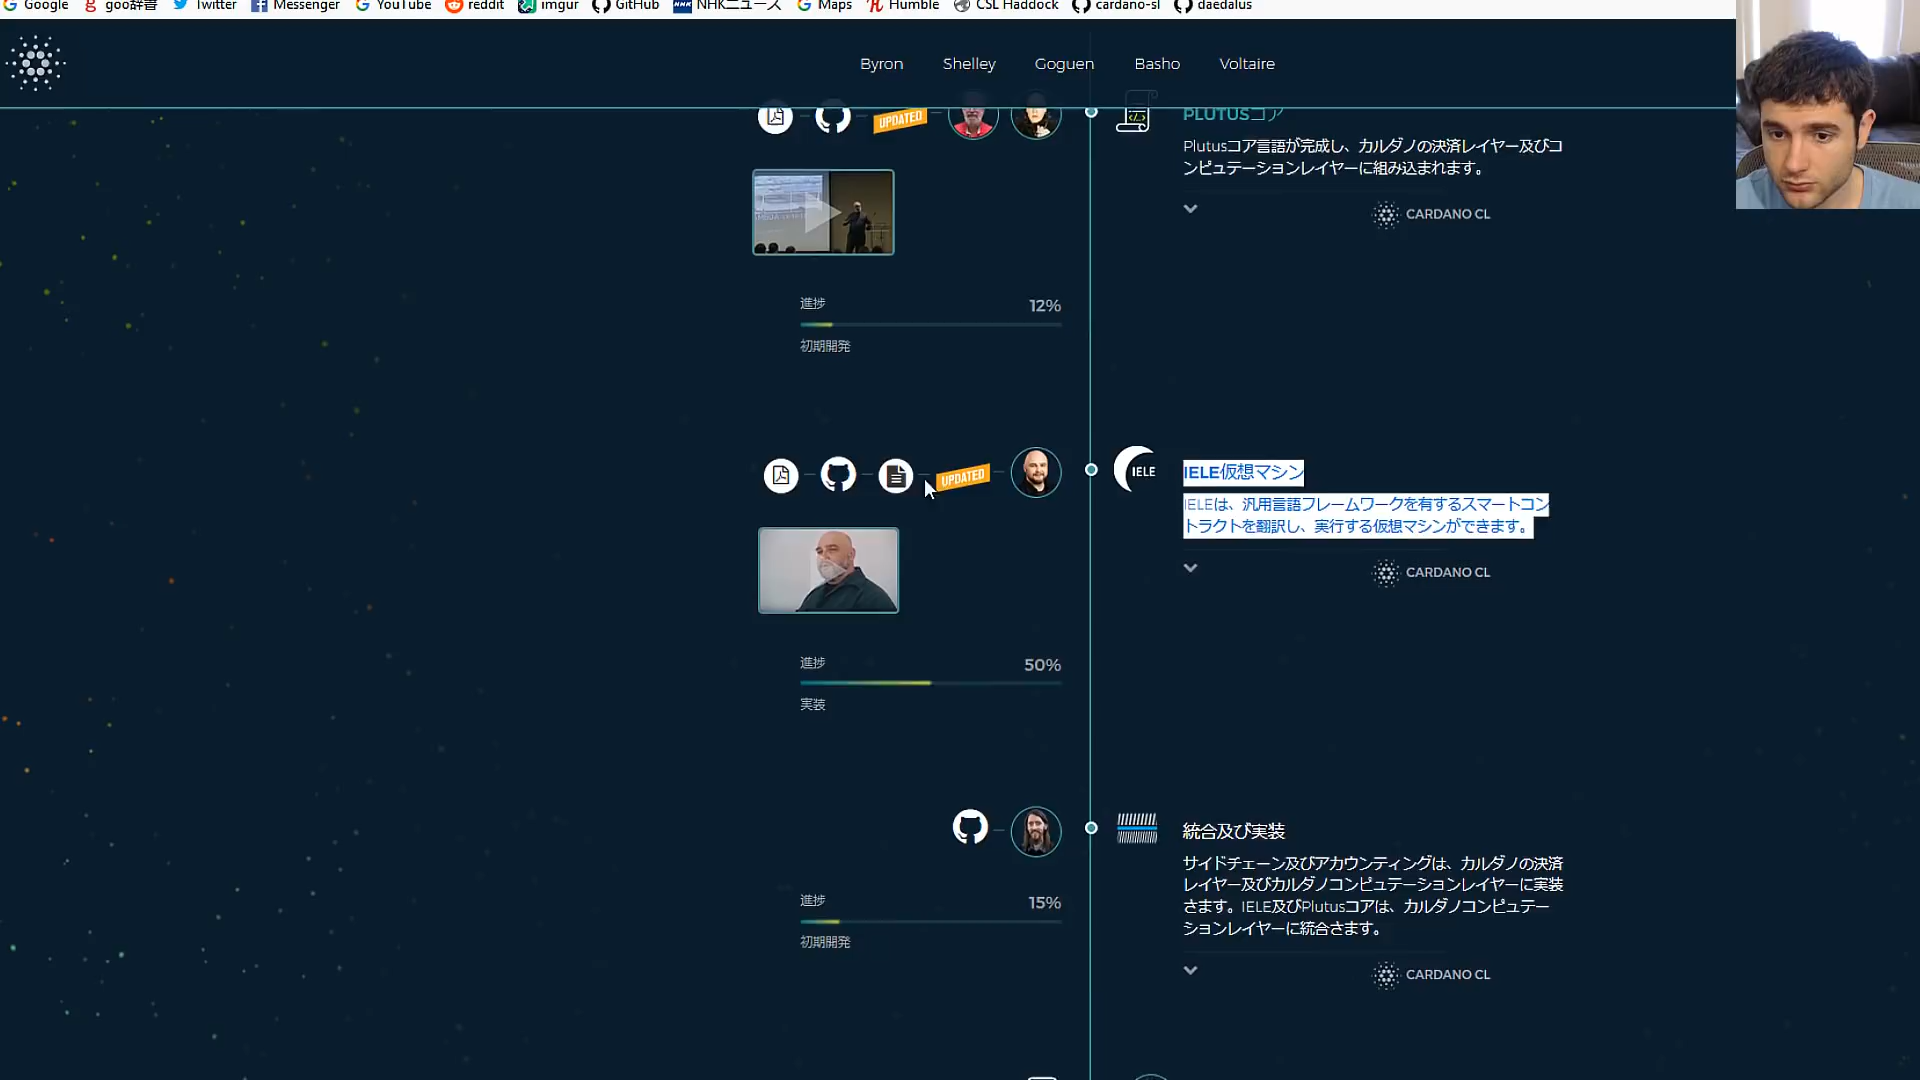 Google goo辞書 Twitter Messenger YouTube reddit imgur GitHub NHKニュース Maps Humble CSL Haddock cardano-sl daedalus
Byron Shelley Goguen Basho Voltaire
UPDATED
PLUTUSコア
Plutusコア言語が完成し、カルダノの決済レイヤー及びコ
ンピュテーションレイヤーに組み込まれます。
CARDANO CL
進捗 12%
初期開発
UPDATED
IELE
IELE仮想マシン
IELEは、汎用言語フレームワークを有するスマートコン
トラクトを翻訳し、実行する仮想マシンができます。
CARDANO CL
進捗 50%
実装
統合及び実装
サイドチェーン及びアカウンティングは、カルダノの決済
レイヤー及びカルダノコンピュテーションレイヤーに実装
さます。IELE及びPlutusコアは、カルダノコンピュテー
ションレイヤーに統合さます。
CARDANO CL
進捗 15%
初期開発